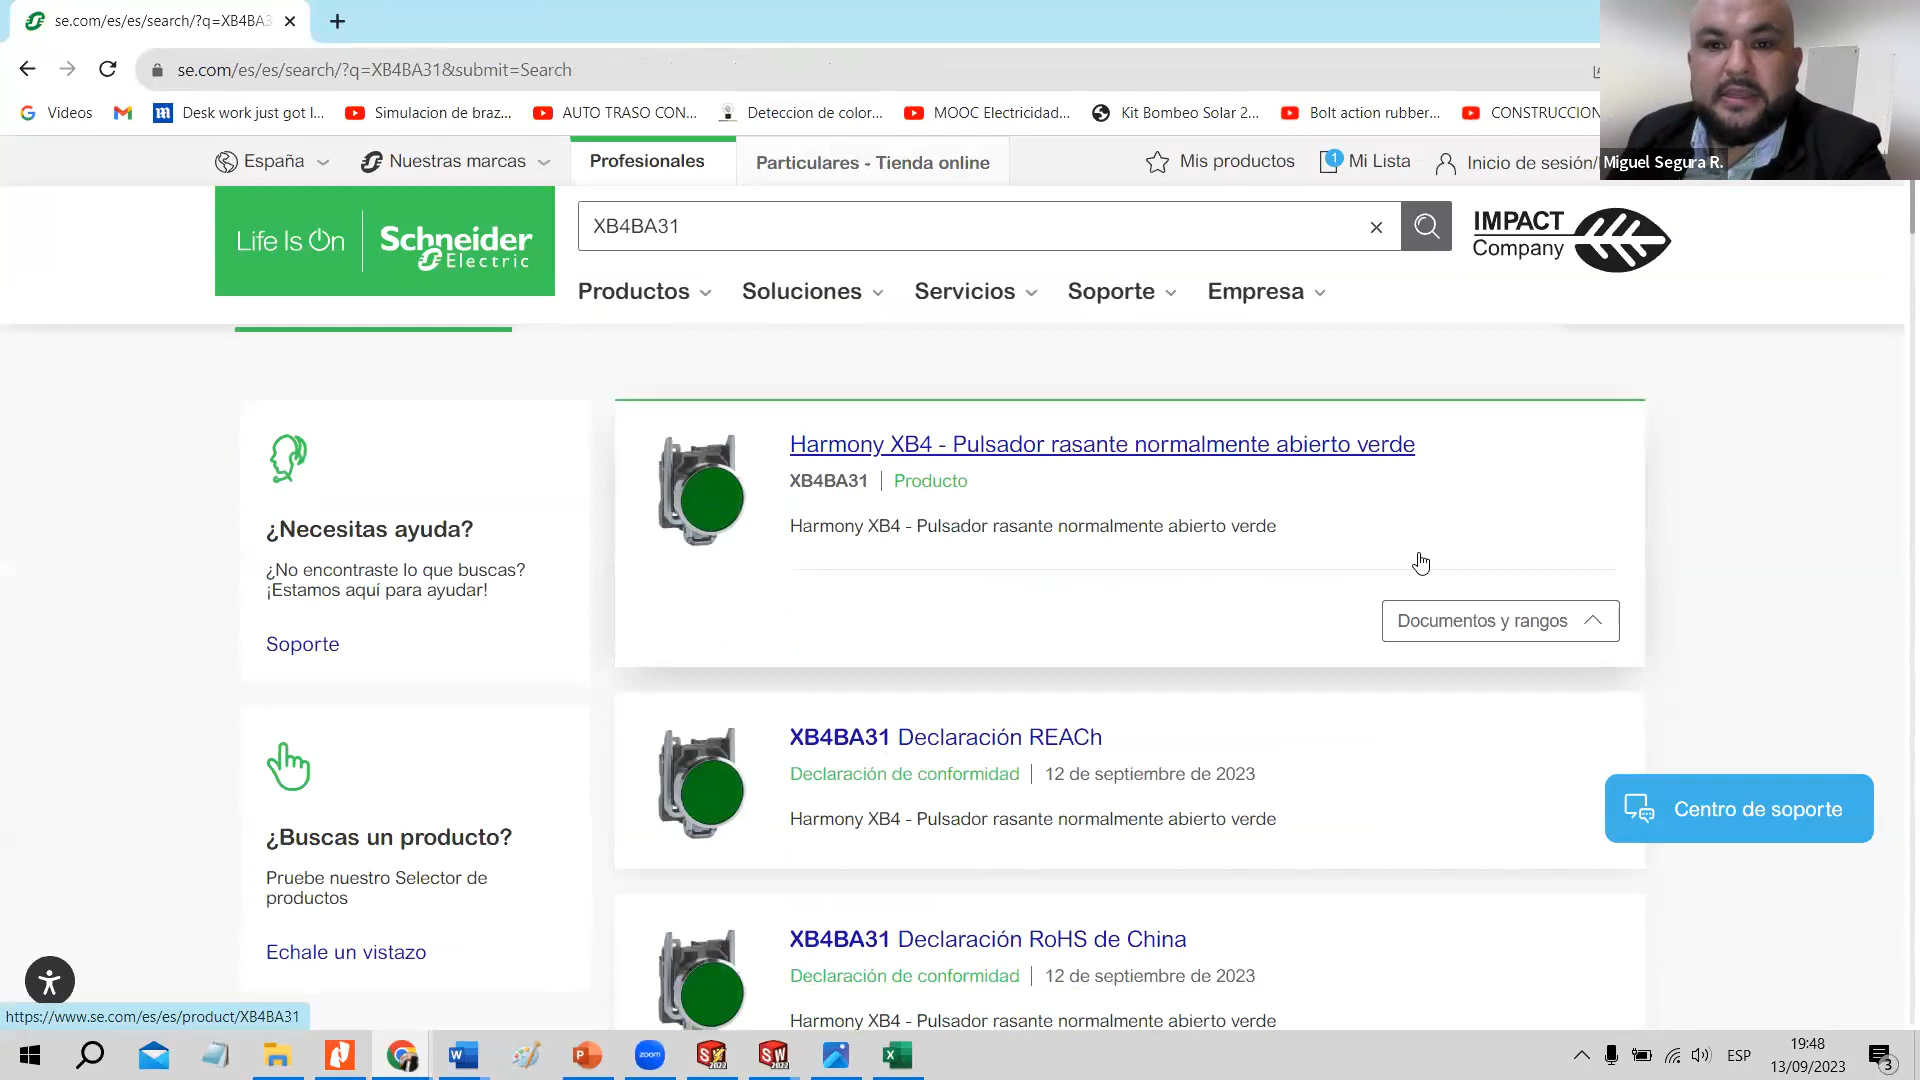 se.com/es/es/search/?q=XB4BA3
se.com/es/es/search/?q=XB4BA31&submit=Search
Videos
Desk work just got I...
Simulacion de braz...
AUTO TRASO CON...
Deteccion de color...
MOOC Electricidad...
Kit Bombeo Solar 2...
Bolt action rubber...
CONSTRUCCION
Miguel Segura R.
España
Nuestras marcas
Profesionales
Particulares - Tienda online
Mis productos
1
Mi Lista
Inicio de sesión/
Life Is On
Schneider
Electric
XB4BA31
IMPACT
Company
Productos
Soluciones
Servicios
Soporte
Empresa
¿Necesitas ayuda?
¿No encontraste lo que buscas?
¡Estamos aquí para ayudar!
Soporte
¿Buscas un producto?
Pruebe nuestro Selector de
productos
Echale un vistazo
Harmony XB4 - Pulsador rasante normalmente abierto verde
XB4BA31 | Producto
Harmony XB4 - Pulsador rasante normalmente abierto verde
Documentos y rangos
XB4BA31 Declaración REACh
Declaración de conformidad | 12 de septiembre de 2023
Harmony XB4 - Pulsador rasante normalmente abierto verde
XB4BA31 Declaración RoHS de China
Declaración de conformidad | 12 de septiembre de 2023
Harmony XB4 - Pulsador rasante normalmente abierto verde
Centro de soporte
https://www.se.com/es/es/product/XB4BA31
zoom
2022
2022
ESP
19:48
13/09/2023
3